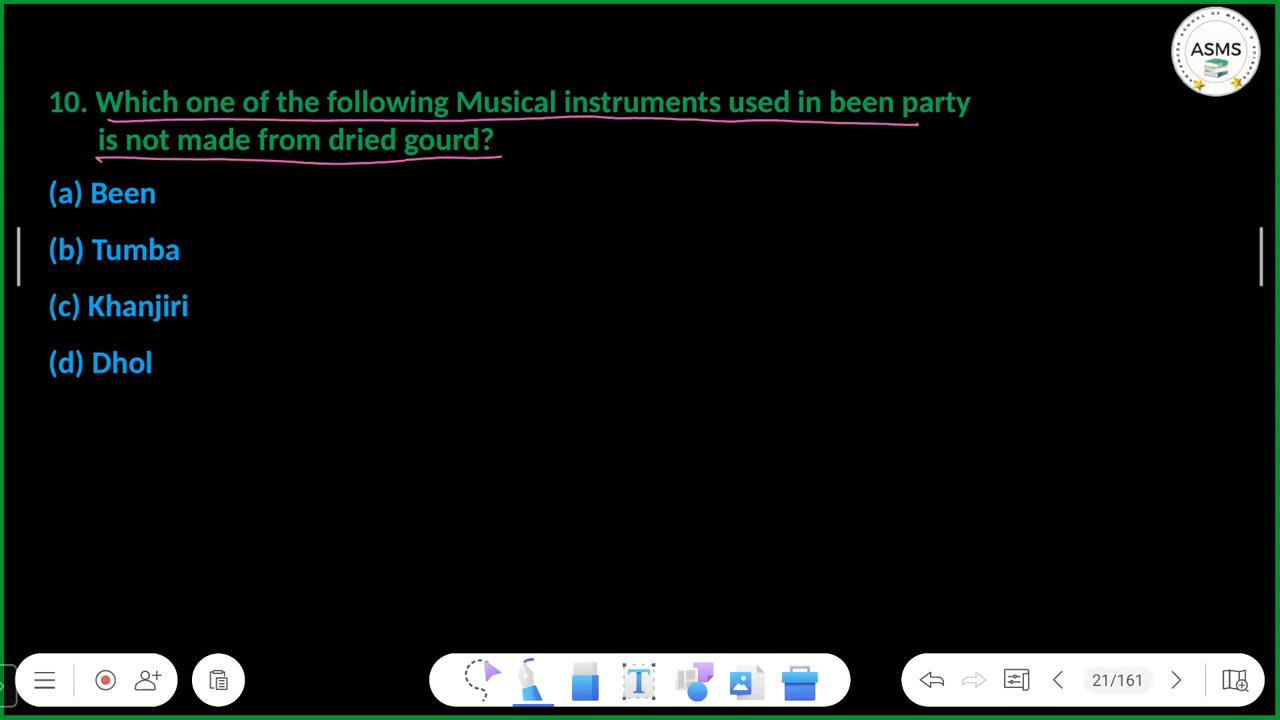 ASMS
10. Which one of the following Musical instruments used in been party
is not made from dried gourd?
(a) Been
(b) Tumba
(c) Khanjiri
(d) Dhol
21/161